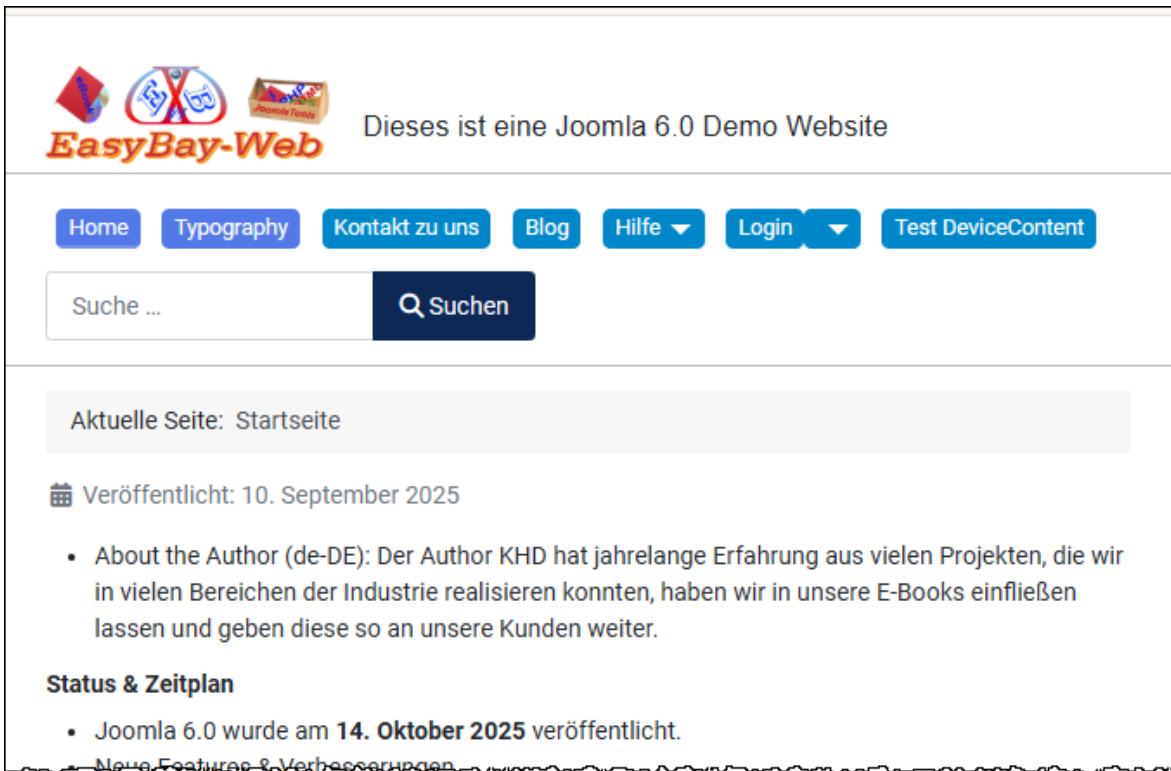 EasyBay-Web
Dieses ist eine Joomla 6.0 Demo Website
Home Typography Kontakt zu uns Blog Hilfe Login Test DeviceContent
Suche ... Suchen
Aktuelle Seite: Startseite
Veröffentlicht: 10. September 2025
• About the Author (de-DE): Der Author KHD hat jahrelange Erfahrung aus vielen Projekten, die wir
in vielen Bereichen der Industrie realisieren konnten, haben wir in unsere E-Books einfließen
lassen und geben diese so an unsere Kunden weiter.
Status & Zeitplan
• Joomla 6.0 wurde am 14. Oktober 2025 veröffentlicht.
• Neue Features & Verbesserungen